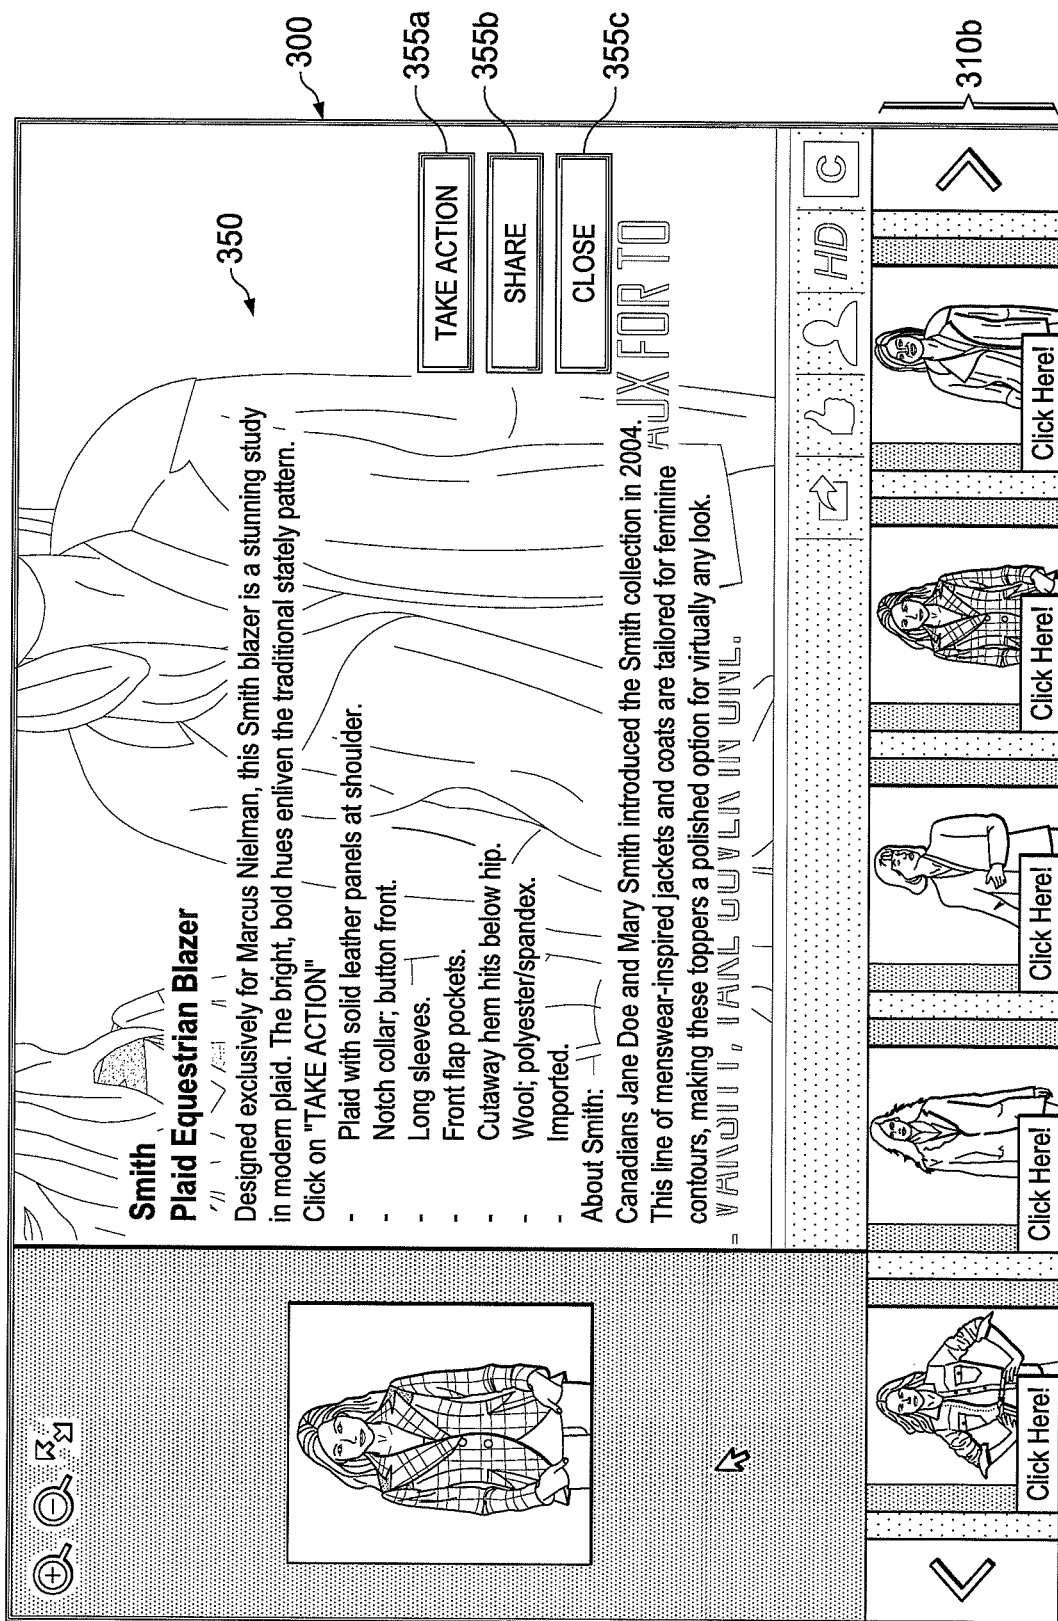 300
350
355a
355b
355c
310b
Smith
Plaid Equestrian Blazer
Designed exclusively for Marcus Nielman, this Smith blazer is a stunning study
in modern plaid. The bright, bold hues enliven the traditional stately pattern.
Click on "TAKE ACTION"
- Plaid with solid leather panels at shoulder.
- Notch collar; button front.
- Long sleeves.
- Front flap pockets.
- Cutaway hem hits below hip.
- Wool; polyester/spandex.
- Imported.
About Smith:
Canadians Jane Doe and Mary Smith introduced the Smith collection in 2004.
This line of menswear-inspired jackets and coats are tailored for feminine
contours, making these toppers a polished option for virtually any look.
TAKE ACTION
SHARE
CLOSE
FOR TO
IN ONE.
HD
C
Click Here!
Click Here!
Click Here!
Click Here!
Click Here!